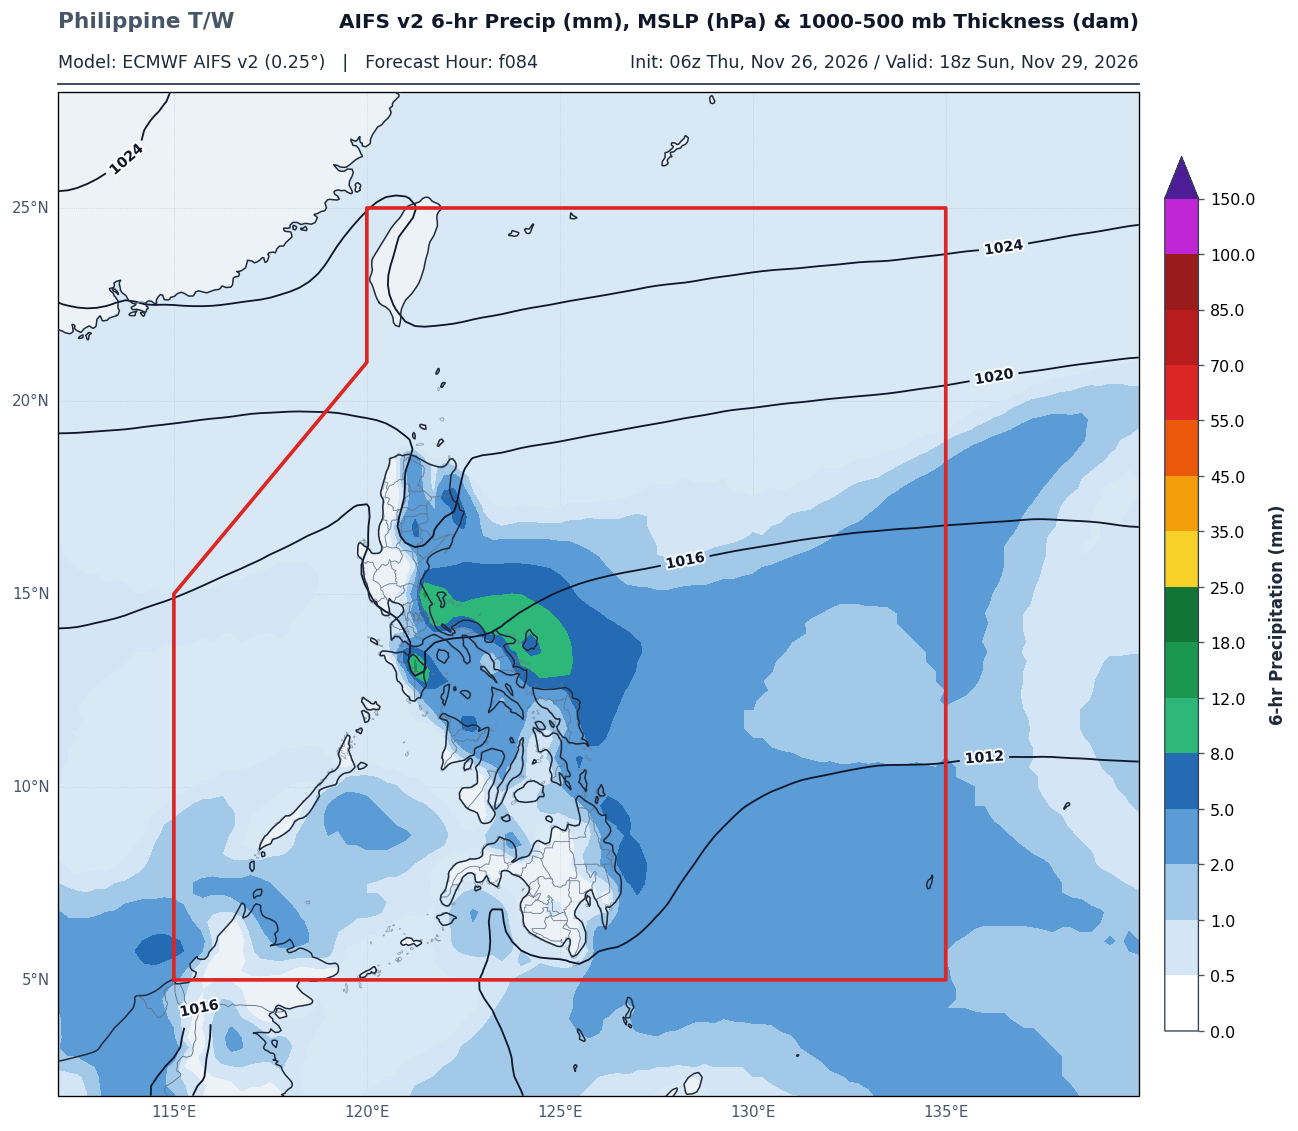 Philippine T/W
AIFS v2 6-hr Precip (mm), MSLP (hPa) & 1000-500 mb Thickness (dam)
Model: ECMWF AIFS v2 (0.25°) | Forecast Hour: f084
Init: 06z Thu, Nov 26, 2026 / Valid: 18z Sun, Nov 29, 2026
1024
1024
1020
1016
1012
1016
25°N
20°N
15°N
10°N
5°N
115°E
120°E
125°E
130°E
135°E
150.0
100.0
85.0
70.0
55.0
45.0
35.0
25.0
18.0
12.0
8.0
5.0
2.0
1.0
0.5
0.0
6-hr Precipitation (mm)